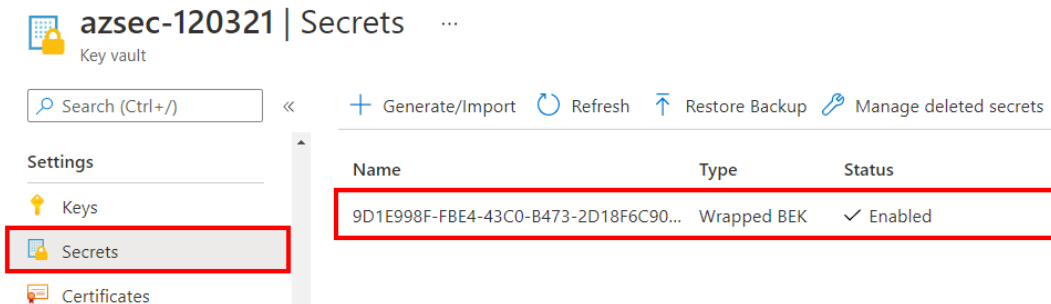 azsec-120321 | Secrets ...
Key vault
Search (Ctrl+/)
«
Generate/Import Refresh Restore Backup Manage deleted secrets
Settings
Keys
Secrets
Certificates
Name Type Status
9D1E998F-FBE4-43C0-B473-2D18F6C90... Wrapped BEK Enabled